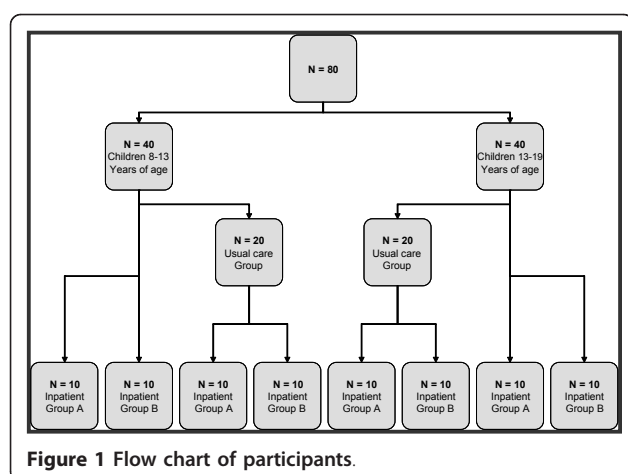 N = 80
N = 40
Children 8-13
Years of age
N = 40
Children 13-19
Years of age
N = 20
Usual care
Group
N = 20
Usual care
Group
N = 10
Inpatient
Group A
N = 10
Inpatient
Group B
N = 10
Inpatient
Group A
N = 10
Inpatient
Group B
N = 10
Inpatient
Group A
N = 10
Inpatient
Group B
N = 10
Inpatient
Group A
N = 10
Inpatient
Group B
Figure 1 Flow chart of participants.